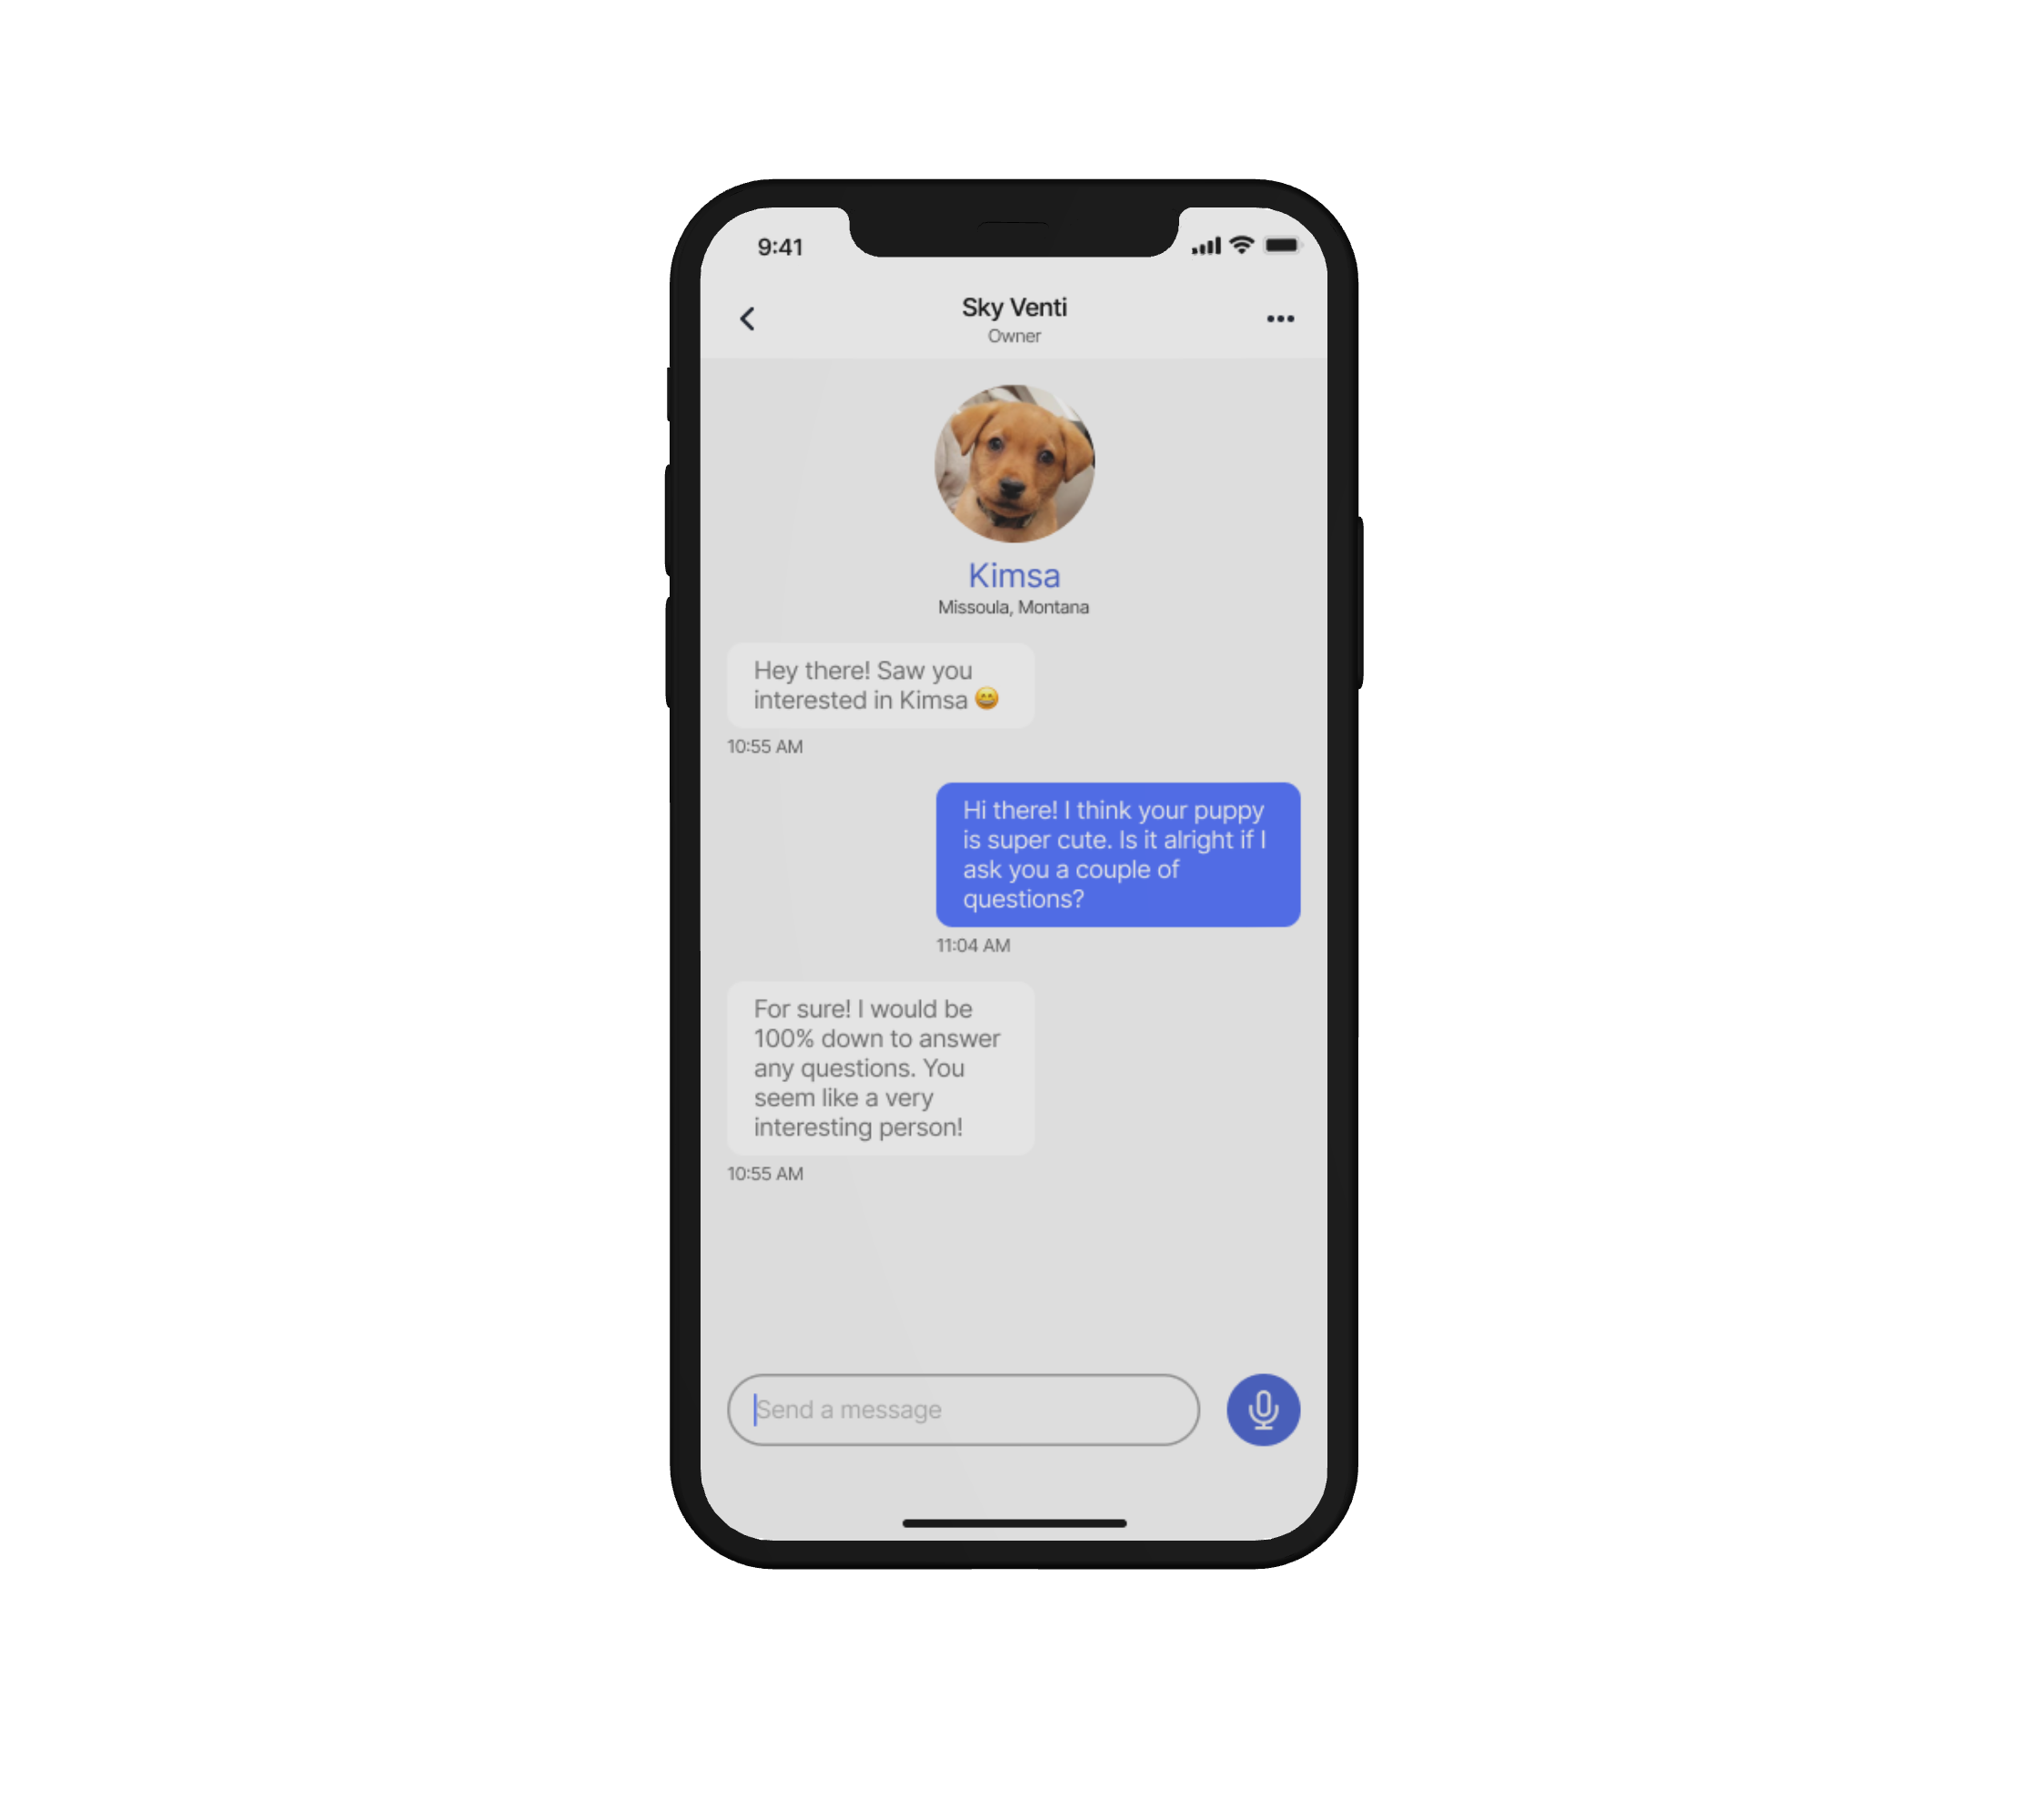 9:41
Sky Venti
Owner
Kimsa
Missoula, Montana
Hey there! Saw you
interested in Kimsa 😁
10:55 AM
Hi there! I think your puppy
is super cute. Is it alright if I
ask you a couple of
questions?
11:04 AM
For sure! I would be
100% down to answer
any questions. You
seem like a very
interesting person!
10:55 AM
Send a message